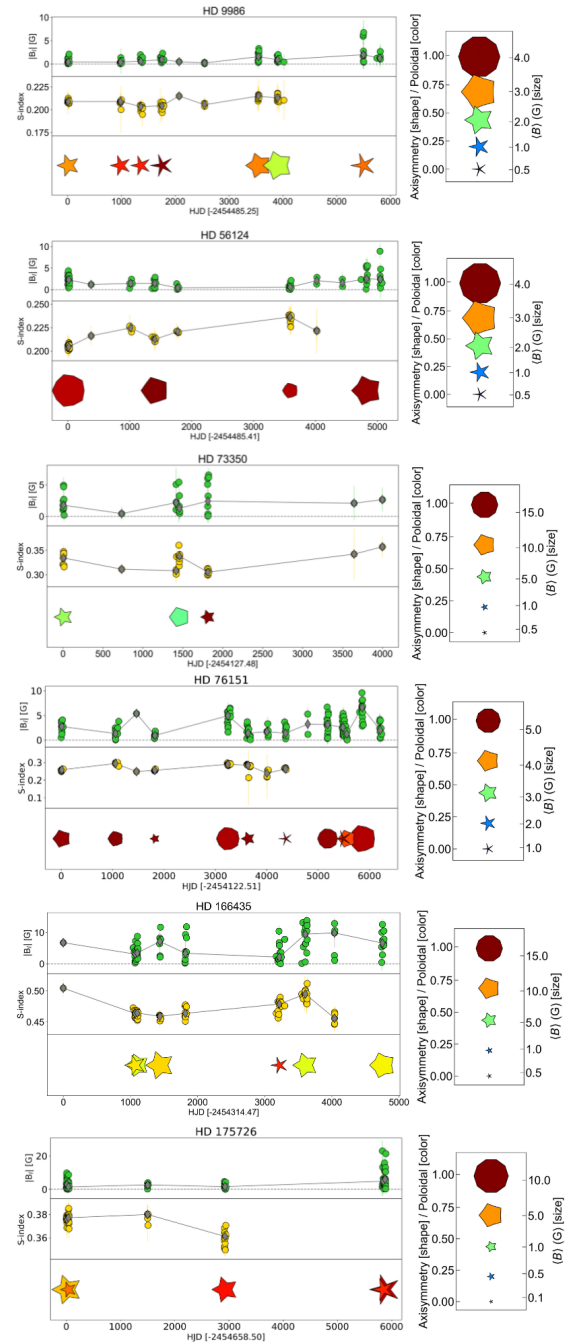 HD 9986
|Bₗ| [G]
10
5
0
S-index
0.225
0.200
0.175
0 1000 2000 3000 4000 5000 6000
HJD [-2454485.25]
Axisymmetry [shape] / Poloidal [color]
1.00
0.75
0.50
0.25
0.00
4.0
3.0
2.0
1.0
0.5
⟨B⟩ (G) [size]
HD 56124
|Bₗ| [G]
10
5
0
S-index
0.250
0.225
0.200
0 1000 2000 3000 4000 5000
HJD [-2454485.41]
Axisymmetry [shape] / Poloidal [color]
1.00
0.75
0.50
0.25
0.00
4.0
3.0
2.0
1.0
0.5
⟨B⟩ (G) [size]
HD 73350
|Bₗ| [G]
5
0
S-index
0.35
0.30
0 500 1000 1500 2000 2500 3000 3500 4000
HJD [-2454127.48]
Axisymmetry [shape] / Poloidal [color]
1.00
0.75
0.50
0.25
0.00
15.0
10.0
5.0
1.0
0.5
⟨B⟩ (G) [size]
HD 76151
|Bₗ| [G]
10
5
0
S-index
0.3
0.2
0.1
0 1000 2000 3000 4000 5000 6000
HJD [-2454122.51]
Axisymmetry [shape] / Poloidal [color]
1.00
0.75
0.50
0.25
0.00
5.0
4.0
3.0
2.0
1.0
⟨B⟩ (G) [size]
HD 166435
|Bₗ| [G]
10
0
S-index
0.50
0.45
0 1000 2000 3000 4000 5000
HJD [-2454314.47]
Axisymmetry [shape] / Poloidal [color]
1.00
0.75
0.50
0.25
0.00
15.0
10.0
5.0
1.0
0.5
⟨B⟩ (G) [size]
HD 175726
|Bₗ| [G]
20
10
0
S-index
0.38
0.36
0 1000 2000 3000 4000 5000 6000
HJD [-2454658.50]
Axisymmetry [shape] / Poloidal [color]
1.00
0.75
0.50
0.25
0.00
10.0
5.0
1.0
0.5
0.1
⟨B⟩ (G) [size]